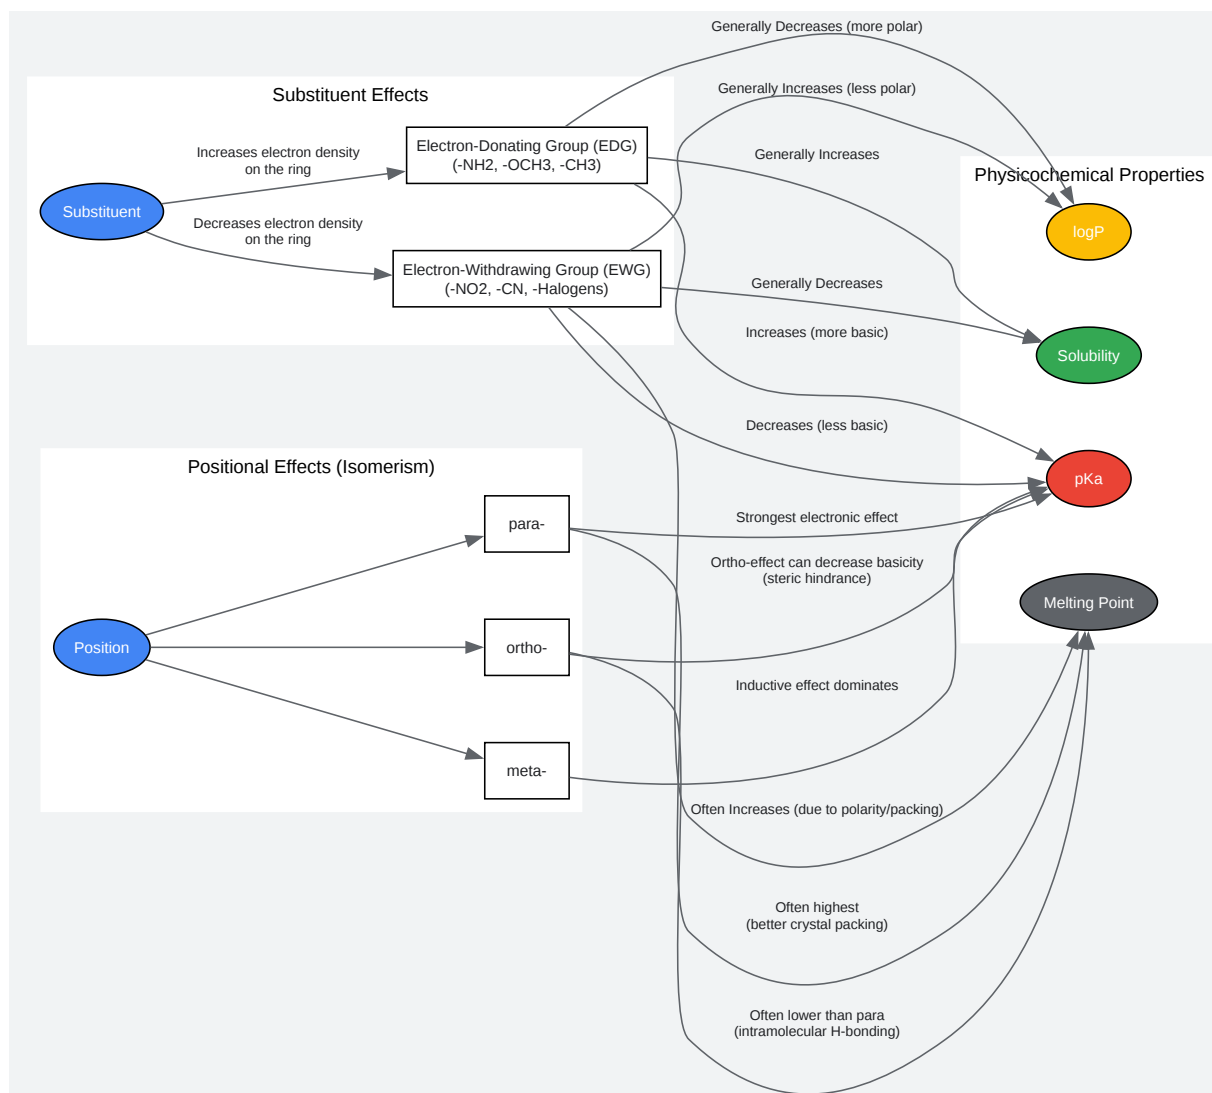 Generally Decreases (more polar)
Substituent Effects
Generally Increases (less polar)
Increases electron density
on the ring
Electron-Donating Group (EDG)
(-NH2, -OCH3, -CH3)
Generally Increases
Physicochemical Properties
Substituent
Decreases electron density
on the ring
logP
Electron-Withdrawing Group (EWG)
(-NO2, -CN, -Halogens)
Generally Decreases
Increases (more basic)
Solubility
Decreases (less basic)
Positional Effects (Isomerism)
pKa
para-
Strongest electronic effect
Ortho-effect can decrease basicity
(steric hindrance)
Melting Point
Position
ortho-
Inductive effect dominates
meta-
Often Increases (due to polarity/packing)
Often highest
(better crystal packing)
Often lower than para
(intramolecular H-bonding)